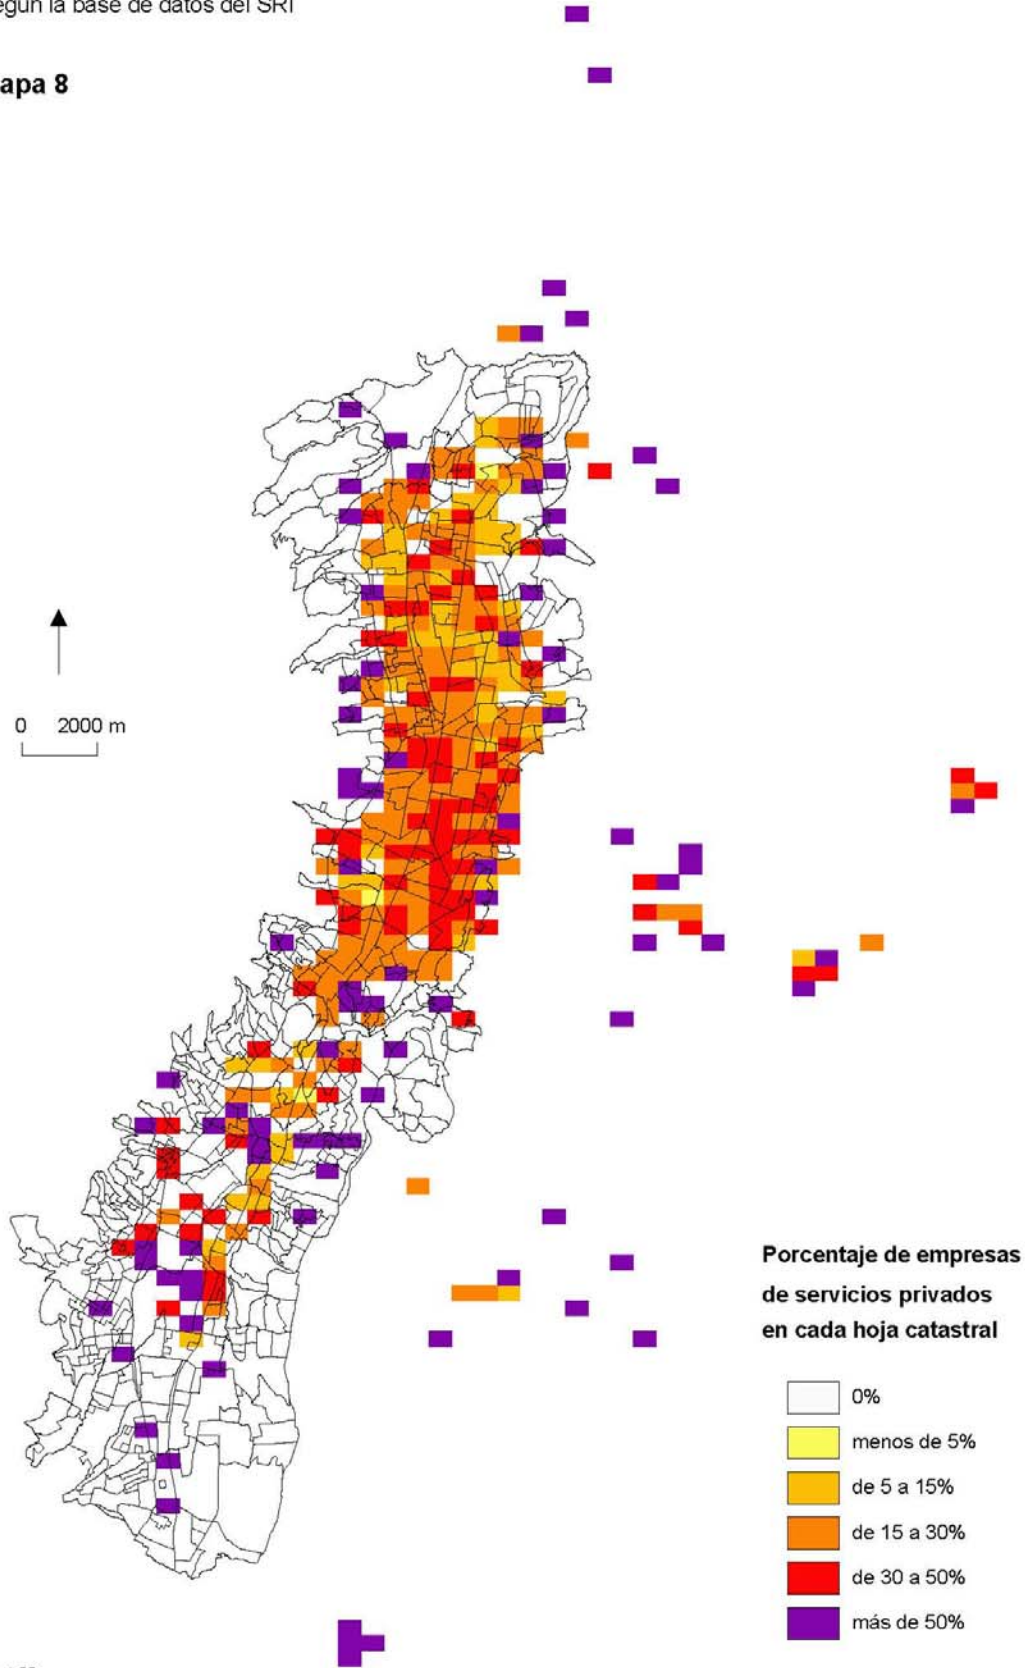 según la base de datos del SRI
apa 8
0 2000 m
Porcentaje de empresas
de servicios privados
en cada hoja catastral
0%
menos de 5%
de 5 a 15%
de 15 a 30%
de 30 a 50%
más de 50%